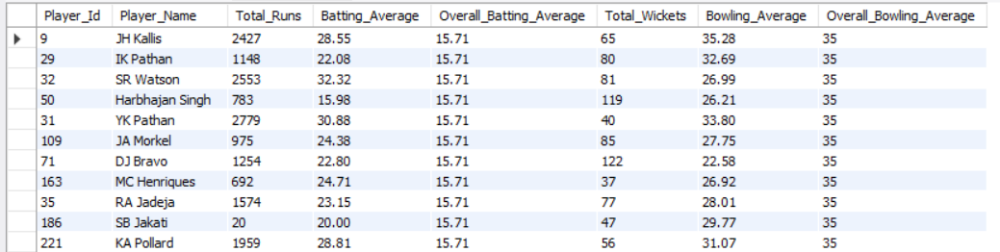 Player_Id Player_Name Total_Runs Batting_Average Overall_Batting_Average Total_Wickets Bowling_Average Overall_Bowling_Average
9 JH Kallis 2427 28.55 15.71 65 35.28 35
29 IK Pathan 1148 22.08 15.71 80 32.69 35
32 SR Watson 2553 32.32 15.71 81 26.99 35
50 Harbhajan Singh 783 15.98 15.71 119 26.21 35
31 YK Pathan 2779 30.88 15.71 40 33.80 35
109 JA Morkel 975 24.38 15.71 85 27.75 35
71 DJ Bravo 1254 22.80 15.71 122 22.58 35
163 MC Henriques 692 24.71 15.71 37 26.92 35
35 RA Jadeja 1574 23.15 15.71 77 28.01 35
186 SB Jakati 20 20.00 15.71 47 29.77 35
221 KA Pollard 1959 28.81 15.71 56 31.07 35